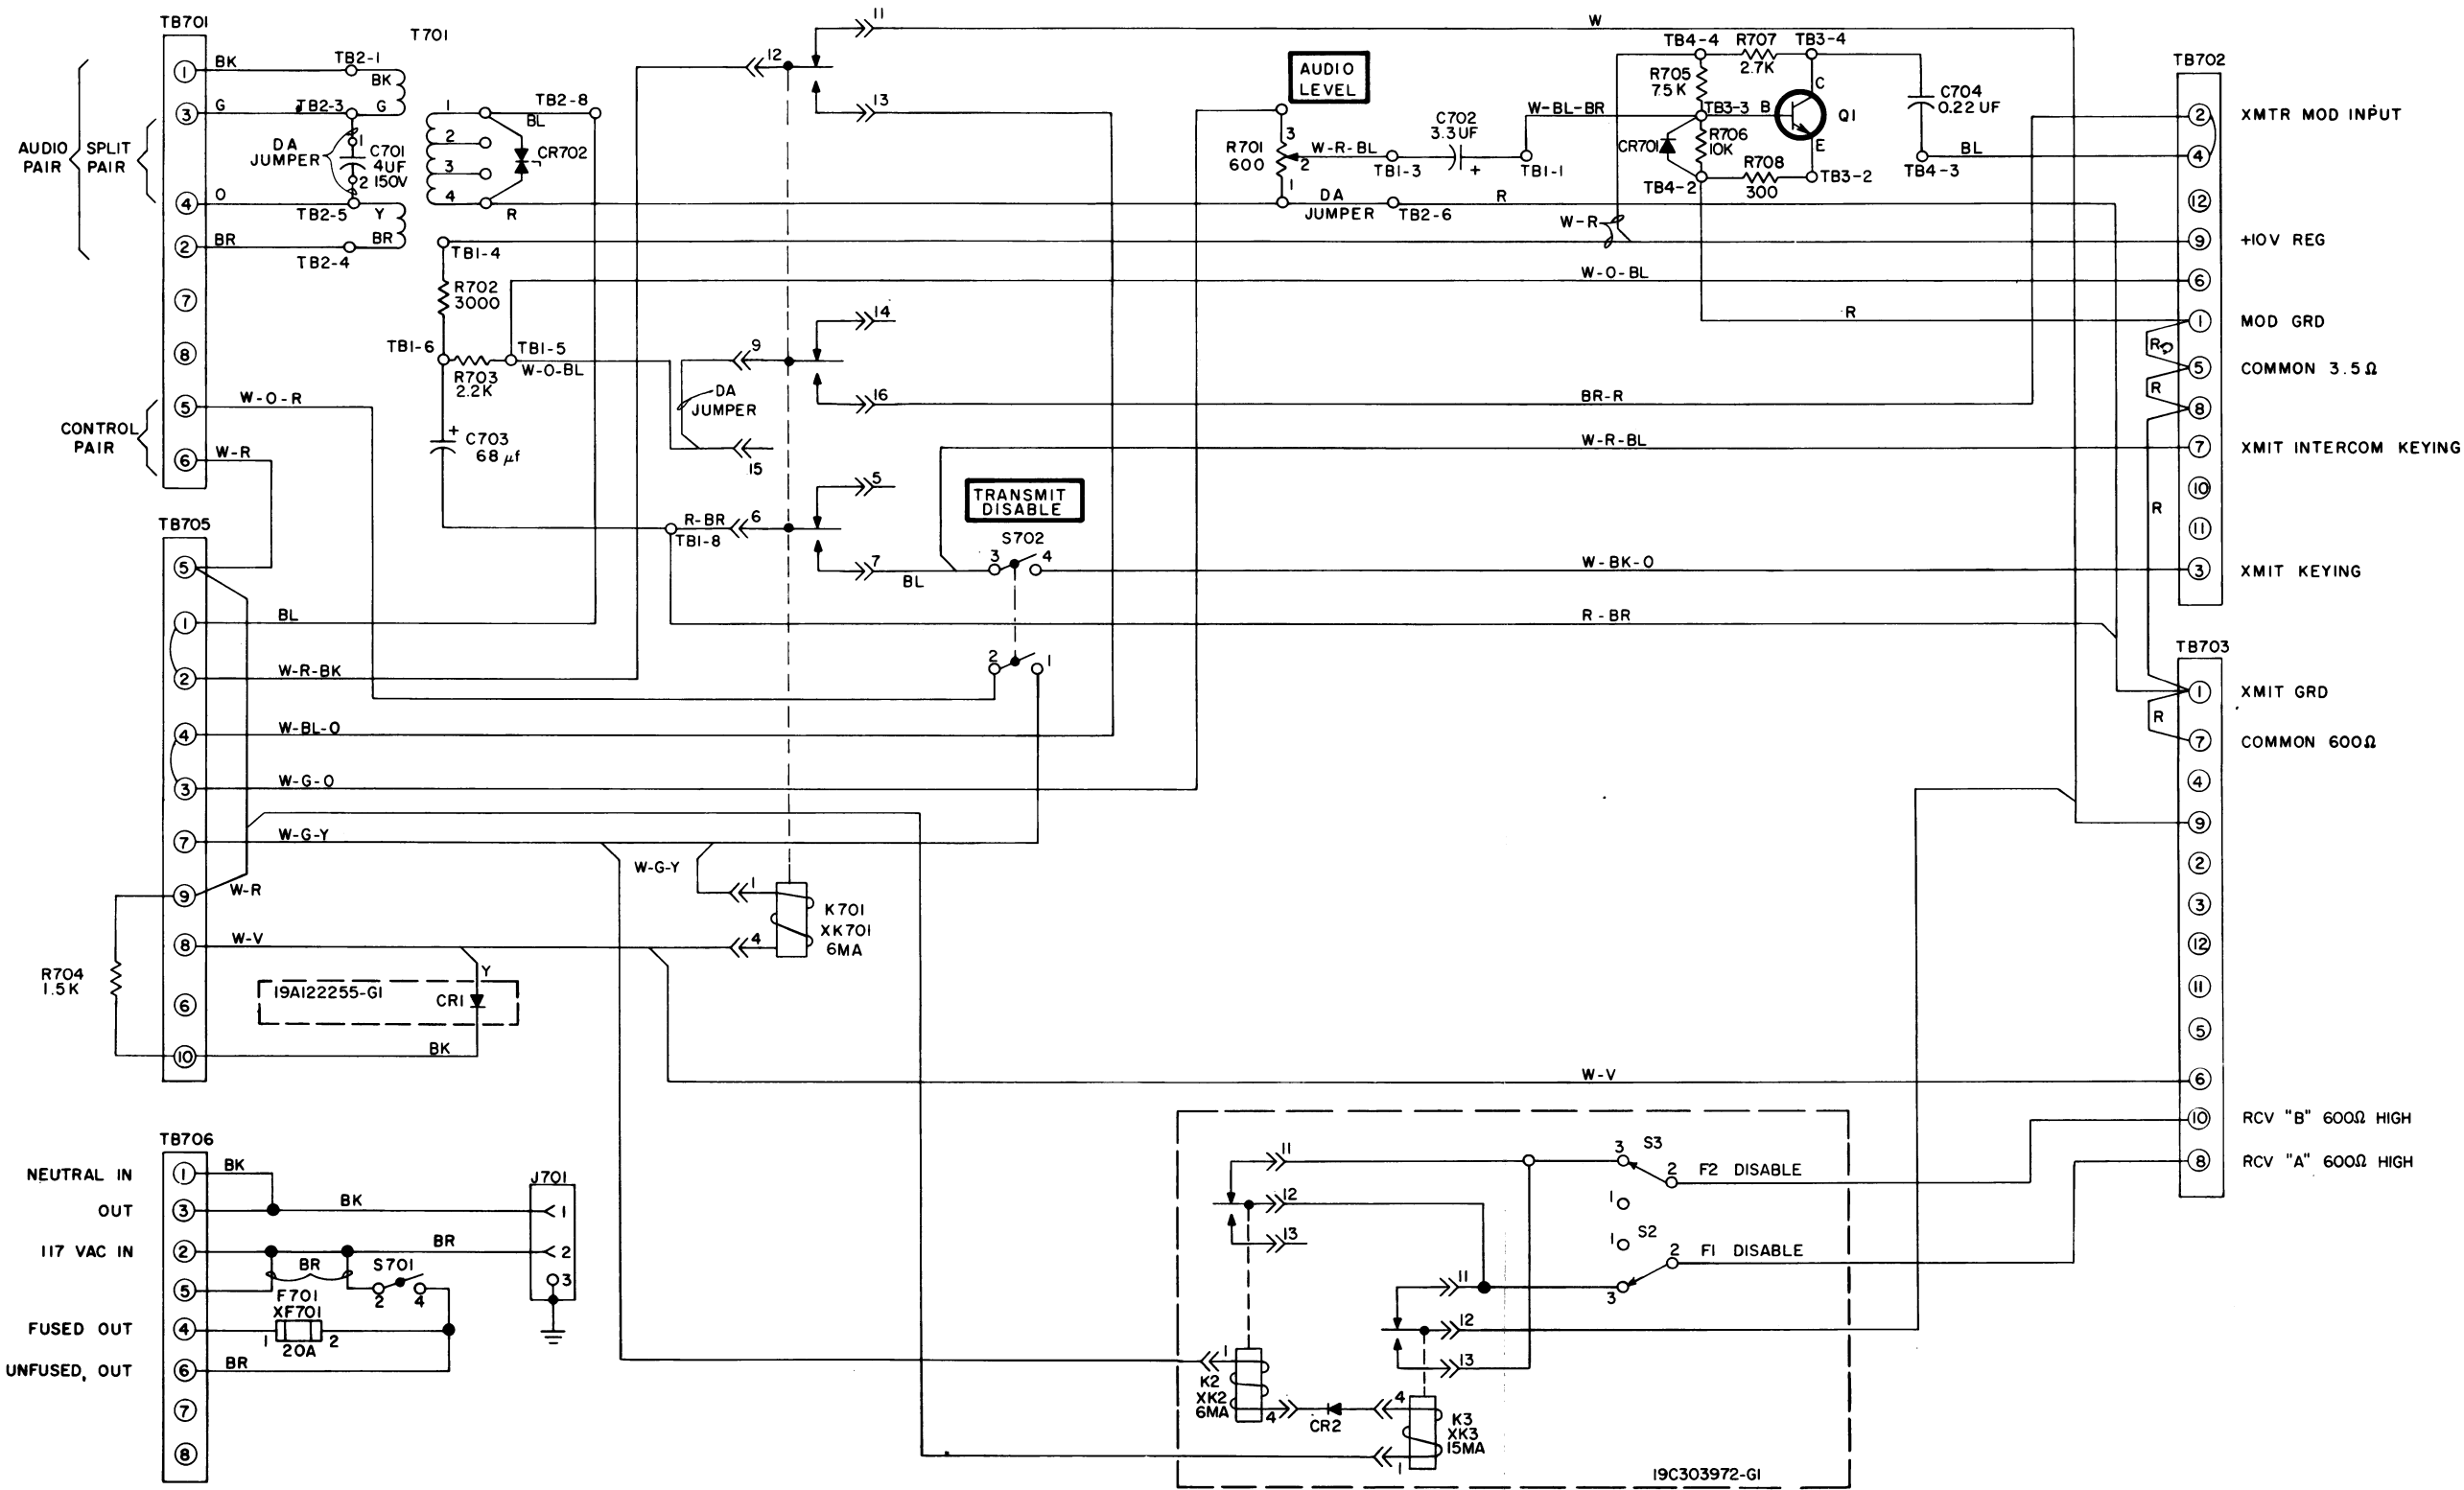 TB701
T701
1 BK TB2-1 BK
3 G TB2-3 G
AUDIO PAIR
SPLIT PAIR
DA JUMPER
1
C701
4UF
2 150V
4 O TB2-5 Y
2 BR TB2-4 BR
7
8
5 W-O-R
CONTROL PAIR
6 W-R
1 TB2-8
BL
2
3
4
CR702
R
TB1-4
R702
3000
TB1-6
TB1-5
R703
2.2K
W-O-BL
+
C703
68 μf
12
11
13
14
9
16
DA JUMPER
15
5
R-BR 6
TB1-8
7
BL
TRANSMIT
DISABLE
S702
3 4
2 1
AUDIO
LEVEL
R701
600
3
2
1
W-R-BL
TB1-3
C702
3.3UF
+
TB1-1
W-BL-BR
DA
JUMPER
TB2-6
R
W
TB4-4
R707
2.7K
TB3-4
R705
7.5K
TB3-3
B
C
E
Q1
CR701
R706
10K
TB4-2
R708
300
TB3-2
C704
0.22 UF
BL
TB4-3
W-R
W-O-BL
R
BR-R
W-R-BL
W-BK-O
R-BR
TB702
2 XMTR MOD INPUT
4
12
9 +10V REG
6
1 MOD GRD
R
5 COMMON 3.5Ω
R
8
7 XMIT INTERCOM KEYING
10
R
11
3 XMIT KEYING
TB703
1 XMIT GRD
R
7 COMMON 600Ω
4
9
2
3
12
11
5
6
10 RCV "B" 600Ω HIGH
8 RCV "A" 600Ω HIGH
TB705
5
1 BL
2 W-R-BK
4 W-BL-O
3 W-G-O
7 W-G-Y
W-G-Y
9 W-R
8 W-V
R704
1.5K
6
10 BK
19A122255-G1
CR1
Y
1
4
K701
XK701
6MA
W-V
TB706
NEUTRAL IN 1 BK
OUT 3 BK
117 VAC IN 2 BR
5 BR
S701
2 4
F701
XF701
FUSED OUT 4
1 2
20A
UNFUSED, OUT 6 BR
7
8
J701
1
2
3
11
12
13
3 S3
2 F2 DISABLE
1
1 S2
2 F1 DISABLE
3
11
12
13
1
K2
XK2
6MA
4
CR2
4
K3
XK3
15MA
1
19C303972-G1